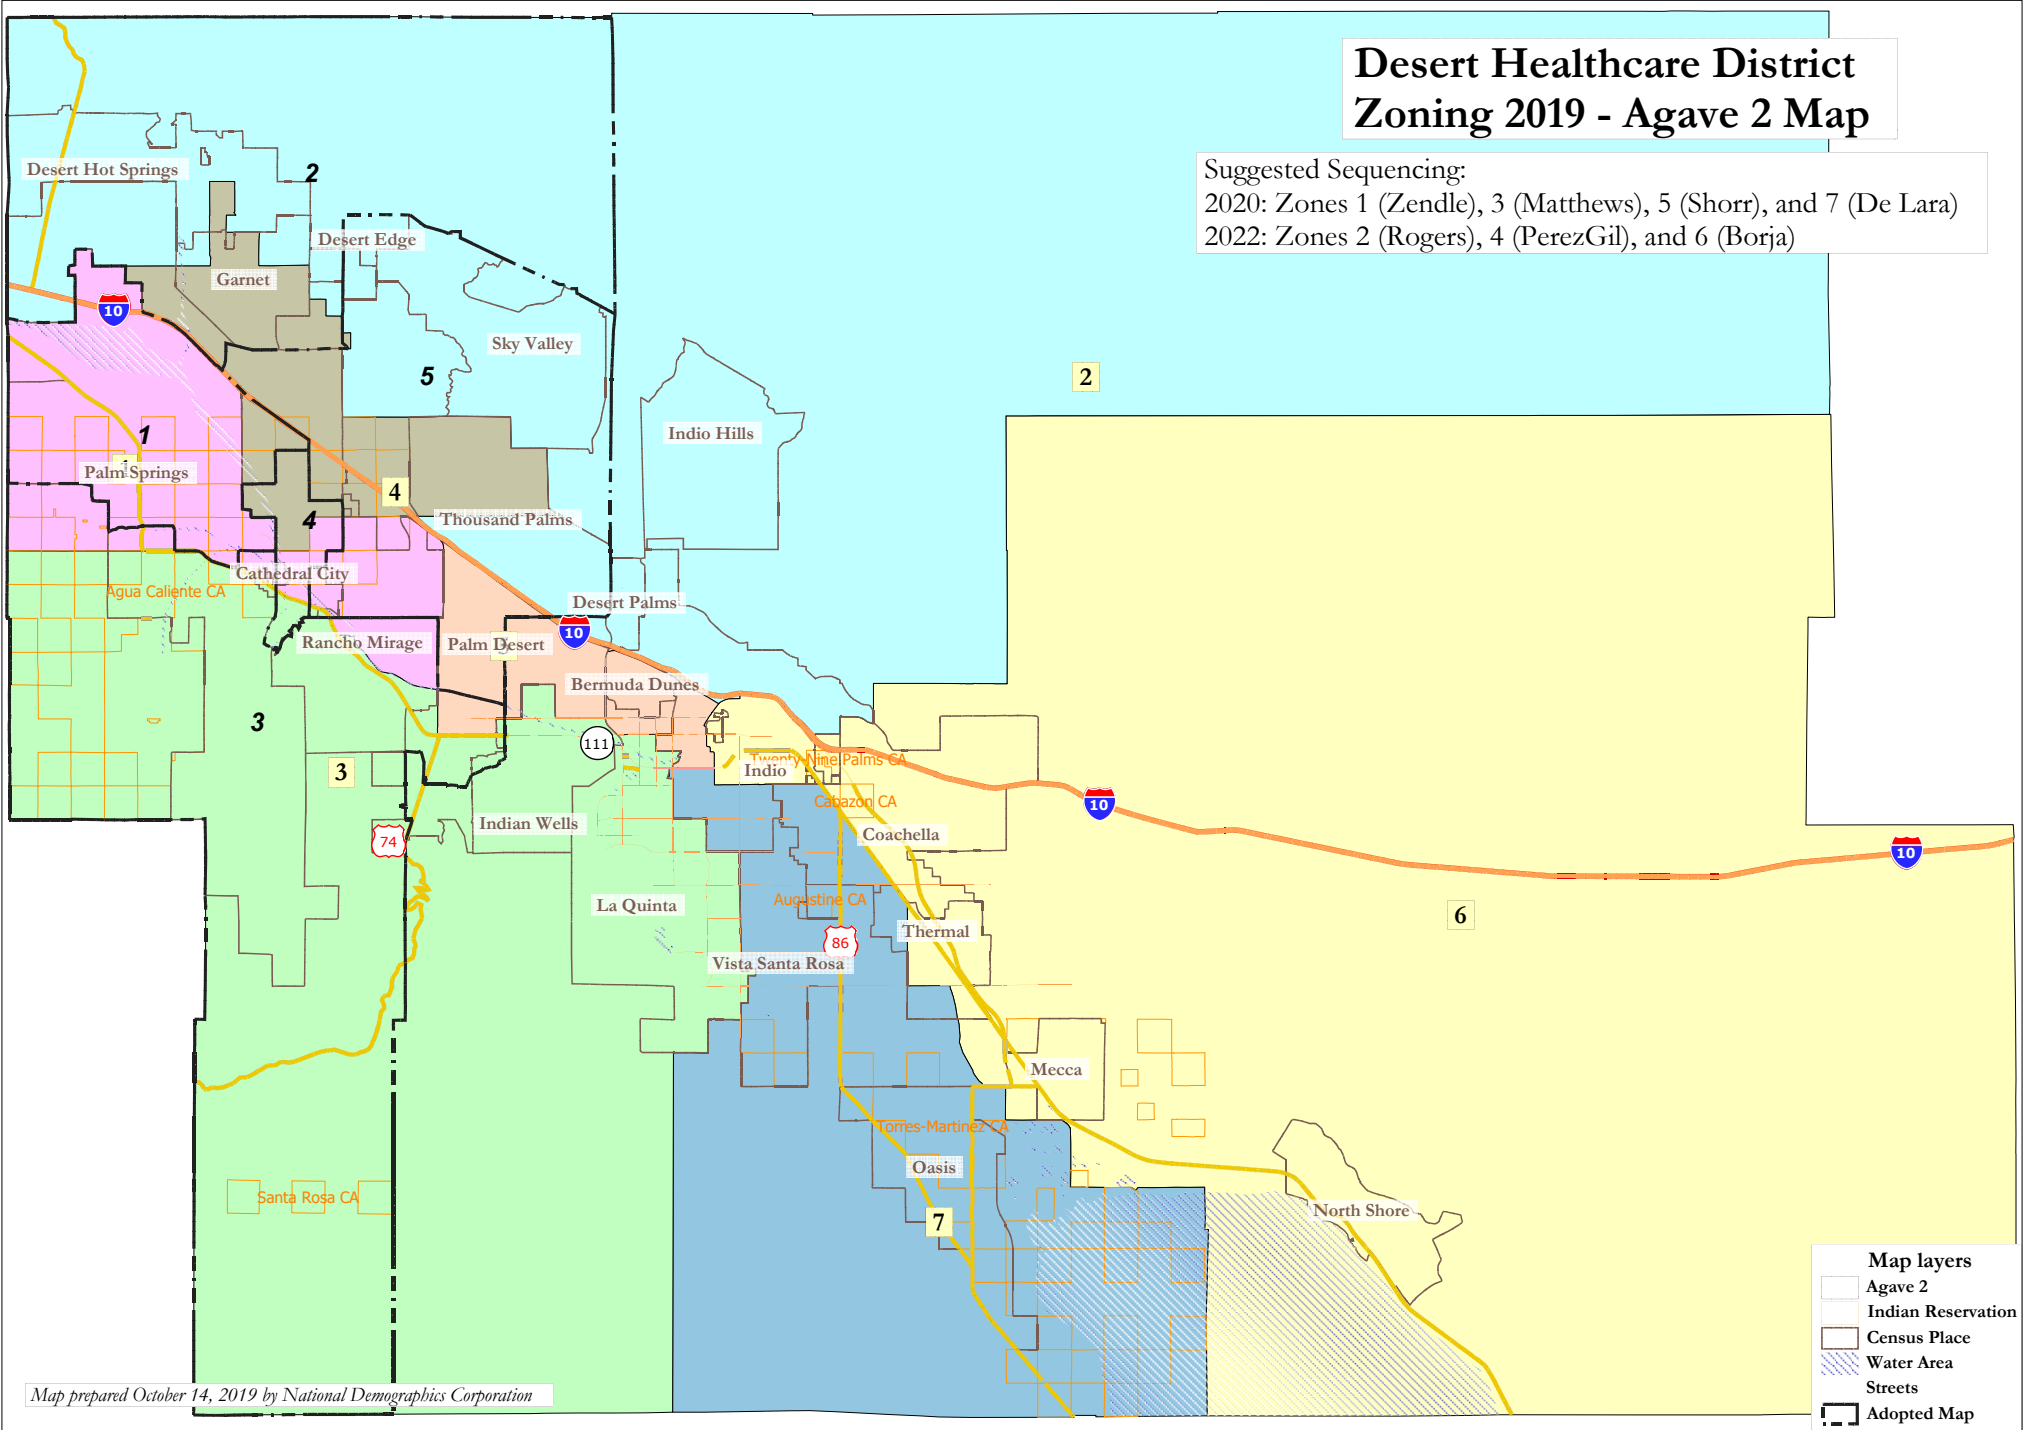 Desert Healthcare District
Zoning 2019 - Agave 2 Map
Suggested Sequencing:
2020: Zones 1 (Zendle), 3 (Matthews), 5 (Shorr), and 7 (De Lara)
2022: Zones 2 (Rogers), 4 (PerezGil), and 6 (Borja)
Desert Hot Springs
2
Desert Edge
Garnet
10
Sky Valley
5
2
Indio Hills
1
Palm Springs
4
4
Thousand Palms
Cathedral City
Agua Caliente CA
Desert Palms
10
Rancho Mirage
Palm Desert
Bermuda Dunes
3
111
3
Twenty-Nine Palms CA
Indio
Cabazon CA
10
Indian Wells
Coachella
74
10
La Quinta
Augustine CA
6
Thermal
86
Vista Santa Rosa
Mecca
Torres-Martinez CA
Oasis
Santa Rosa CA
North Shore
7
Map layers
Agave 2
Indian Reservation
Census Place
Water Area
Streets
Adopted Map
Map prepared October 14, 2019 by National Demographics Corporation